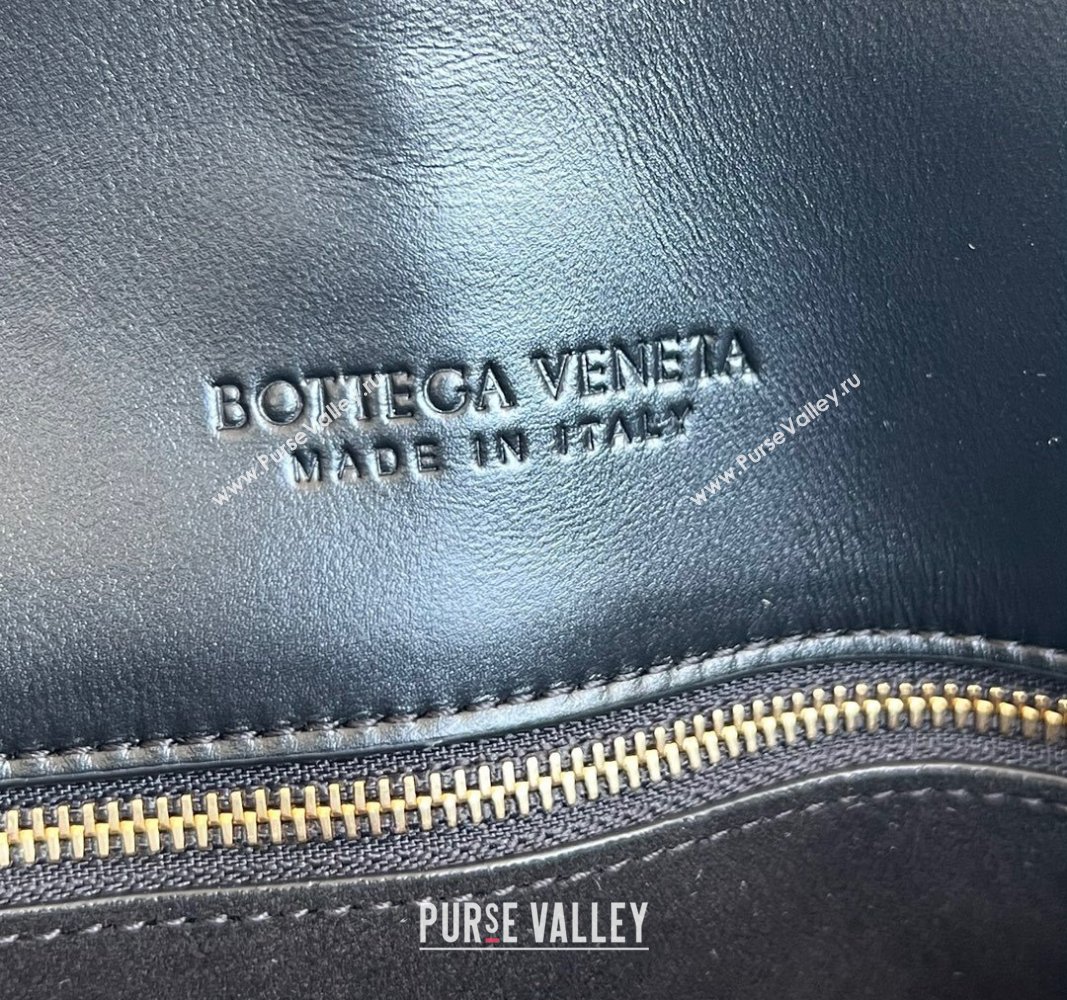 BOTTEGA VENETA
MADE IN ITALY
www.PurseValley.ru
www.PurseValley.ru
PURSE VALLEY